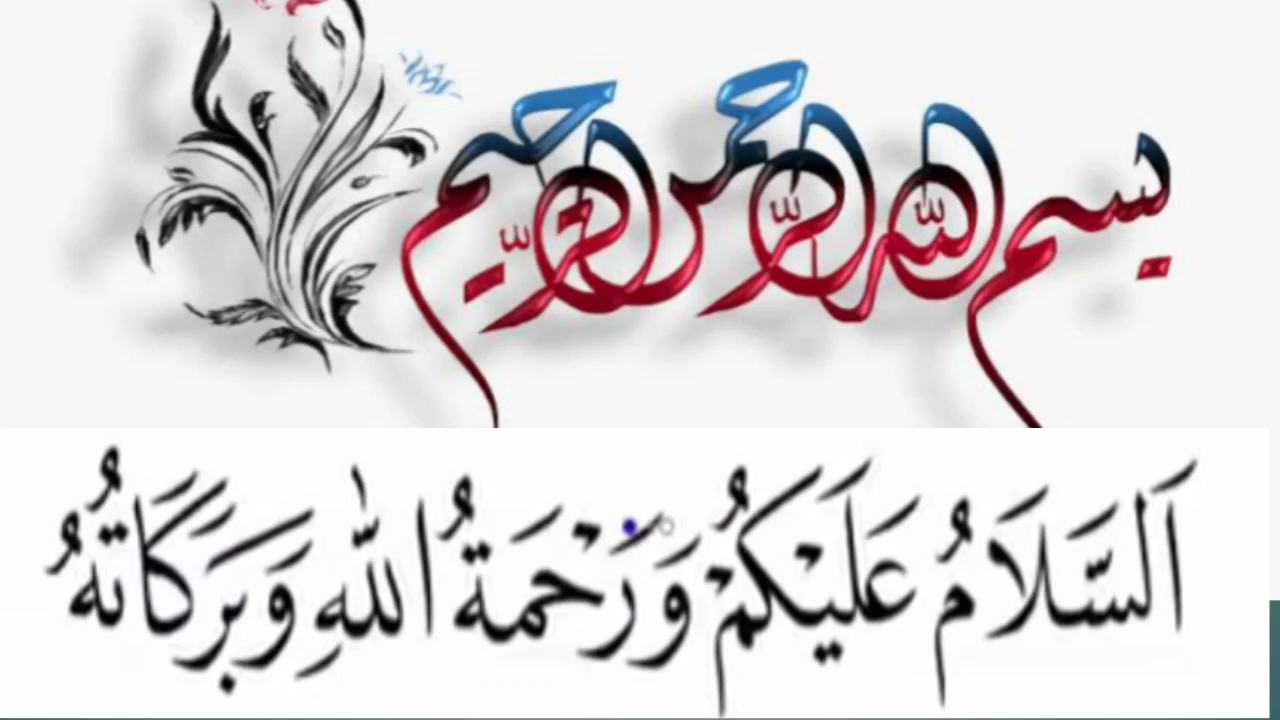 بسم الله الرحمن الرحيم
اَلسَّلَامُ عَلَيْكُمْ وَرَحْمَةُ اللهِ وَبَرَكَاتُهُ